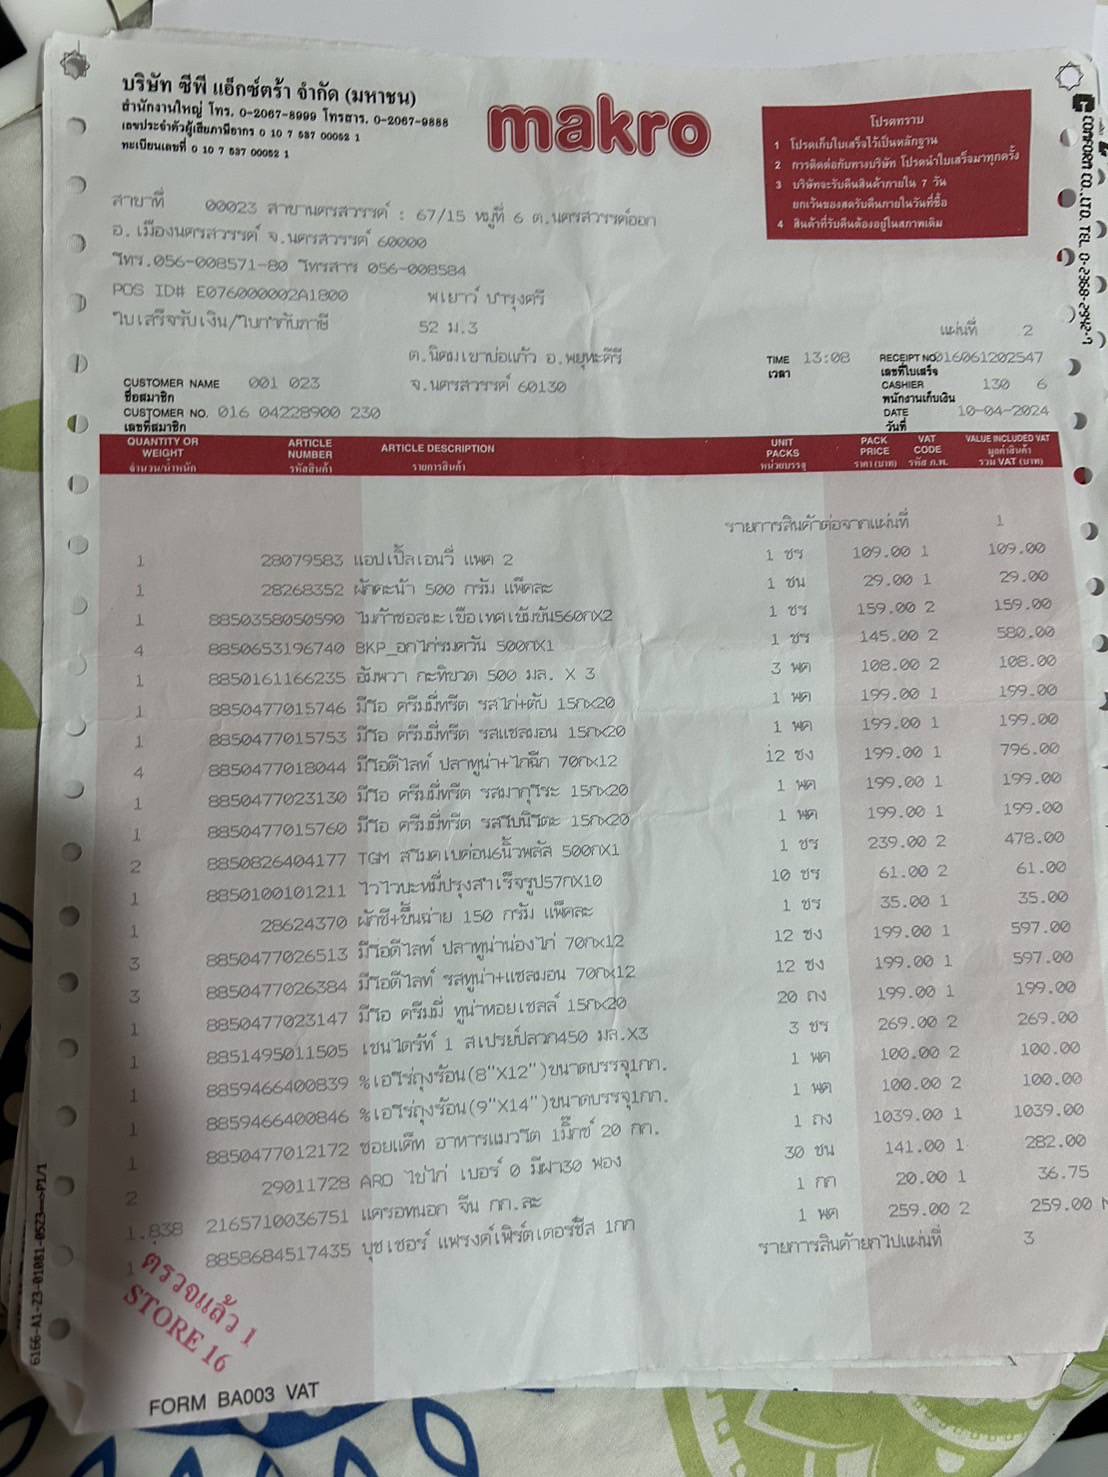 บริษัท ซีพี แอ็กซ์ตร้า จำกัด (มหาชน)
สำนักงานใหญ่ โทร. 0-2067-8999 โทรสาร. 0-2067-9888
เลขประจำตัวผู้เสียภาษีอากร 0 10 7 537 00052 1
ทะเบียนเลขที่ 0 10 7 537 00052 1
makro
โปรดทราบ
1 โปรดเก็บใบเสร็จไว้เป็นหลักฐาน
2 การติดต่อกับทางบริษัท โปรดนำใบเสร็จมาทุกครั้ง
3 บริษัทจะรับคืนสินค้าภายใน 7 วัน
ยกเว้นของสดรับคืนภายในวันที่ซื้อ
4 สินค้าที่รับคืนต้องอยู่ในสภาพเดิม
COMFORM CO.,LTD. TEL 0-2368-2942-7
สาขาที่ 00023 สาขานครสวรรค์ : 67/15 หมู่ที่ 6 ต.นครสวรรค์ออก
อ.เมืองนครสวรรค์ จ.นครสวรรค์ 60000
โทร.056-008571-80 โทรสาร 056-008584
POS ID# E076000002A1800 พเยาว์ บำรุงศรี
ใบเสร็จรับเงิน/ใบกำกับภาษี 52 ม.3
แผ่นที่ 2
ต.นิคมเขาบ่อแก้ว อ.พยุหะคีรี
TIME 13:08 RECEIPT NO 016061202547
เวลา เลขที่ใบเสร็จ
CUSTOMER NAME 001 023 จ.นครสวรรค์ 60130
ชื่อสมาชิก
CASHIER 130 6
พนักงานเก็บเงิน
CUSTOMER NO. 016 04228900 230
เลขที่สมาชิก
DATE 10-04-2024
วันที่
QUANTITY OR WEIGHT ARTICLE NUMBER ARTICLE DESCRIPTION UNIT PACKS PACK PRICE VAT CODE VALUE INCLUDED VAT
จำนวน/น้ำหนัก รหัสสินค้า รายการสินค้า หน่วยบรรจุ ราคา (บาท) รหัส ภ.พ. มูลค่าสินค้า รวม VAT (บาท)
รายการสินค้าต่อจากแผ่นที่ 1
1 28079583 แอปเปิ้ลเอนวี่ แพค 2 1 ชร 109.00 1 109.00
1 28268352 ผักคะน้า 500 กรัม แพ็คละ 1 ชน 29.00 1 29.00
1 8850358050590 ไมก้าซอสมะเขือเทศเข้มข้น560กX2 1 ชร 159.00 2 159.00
4 8850653196740 BKP_อกไก่รมควัน 500กX1 1 ชร 145.00 2 580.00
1 8850161166235 อัมพวา กะทิขวด 500 มล. X 3 3 พค 108.00 2 108.00
1 8850477015746 มีโอ ครีมมี่ทรีต รสไก่+ตับ 15กx20 1 พค 199.00 1 199.00
1 8850477015753 มีโอ ครีมมี่ทรีต รสแซลมอน 15กx20 1 พค 199.00 1 199.00
4 8850477018044 มีโอดีไลท์ ปลาทูน่า+ไก่ฉีก 70กx12 12 ซง 199.00 1 796.00
1 8850477023130 มีโอ ครีมมี่ทรีต รสมากุโระ 15กx20 1 พค 199.00 1 199.00
1 8850477015760 มีโอ ครีมมี่ทรีต รสโบนิโตะ 15กx20 1 พค 199.00 1 199.00
2 8850826404177 TGM สโมคเบค่อน6นิ้วพลัส 500กX1 1 ชร 239.00 2 478.00
1 8850100101211 ไวไวบะหมี่ปรุงสำเร็จรูป57กX10 10 ชร 61.00 2 61.00
1 28624370 ผักชี+ขึ้นฉ่าย 150 กรัม แพ็คละ 1 ชร 35.00 1 35.00
3 8850477026513 มีโอดีไลท์ ปลาทูน่าน่องไก่ 70กx12 12 ซง 199.00 1 597.00
3 8850477026384 มีโอดีไลท์ รสทูน่า+แซลมอน 70กx12 12 ซง 199.00 1 597.00
1 8850477023147 มีโอ ครีมมี่ ทูน่าหอยเชลล์ 15กx20 20 ถง 199.00 1 199.00
1 8851495011505 เชนไดร้ท์ 1 สเปรย์ปลวก450 มล.X3 3 ชร 269.00 2 269.00
1 8859466400839 %เอโร่ถุงร้อน(8"X12")ขนาดบรรจุ1กก. 1 พค 100.00 2 100.00
1 8859466400846 %เอโร่ถุงร้อน(9"X14")ขนาดบรรจุ1กก. 1 พค 100.00 2 100.00
1 8850477012172 ซอยแค๊ท อาหารแมวโต 1มิ๊กซ์ 20 กก. 1 ถง 1039.00 1 1039.00
2 29011728 ARO ไข่ไก่ เบอร์ 0 มีฝา30 ฟอง 30 ชน 141.00 1 282.00
1.838 2165710036751 แครอทนอก จีน กก.ละ 1 กก 20.00 1 36.75
1 8858684517435 บุชเชอร์ แฟรงค์เฟิร์ตเดอร์ชีส 1กก 1 พค 259.00 2 259.00 N
รายการสินค้ายกไปแผ่นที่ 3
ตรวจแล้ว 1
STORE 16
6166-A1-23-01081-0523-->P1/1
FORM BA003 VAT